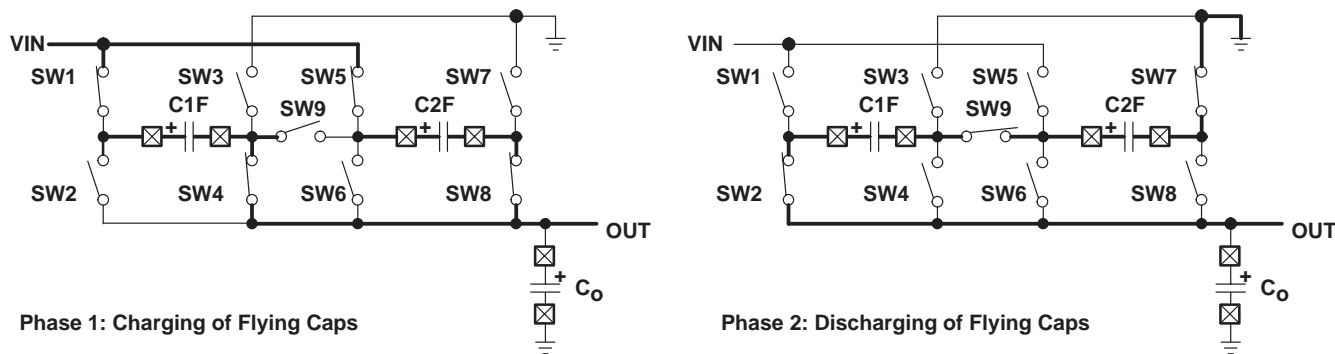 VIN
SW1
SW3
SW5
SW7
C1F
SW9
C2F
+
+
SW2
SW4
SW6
SW8
OUT
+
Co
Phase 1: Charging of Flying Caps
VIN
SW1
SW3
SW5
SW7
C1F
SW9
C2F
+
+
SW2
SW4
SW6
SW8
OUT
+
Co
Phase 2: Discharging of Flying Caps